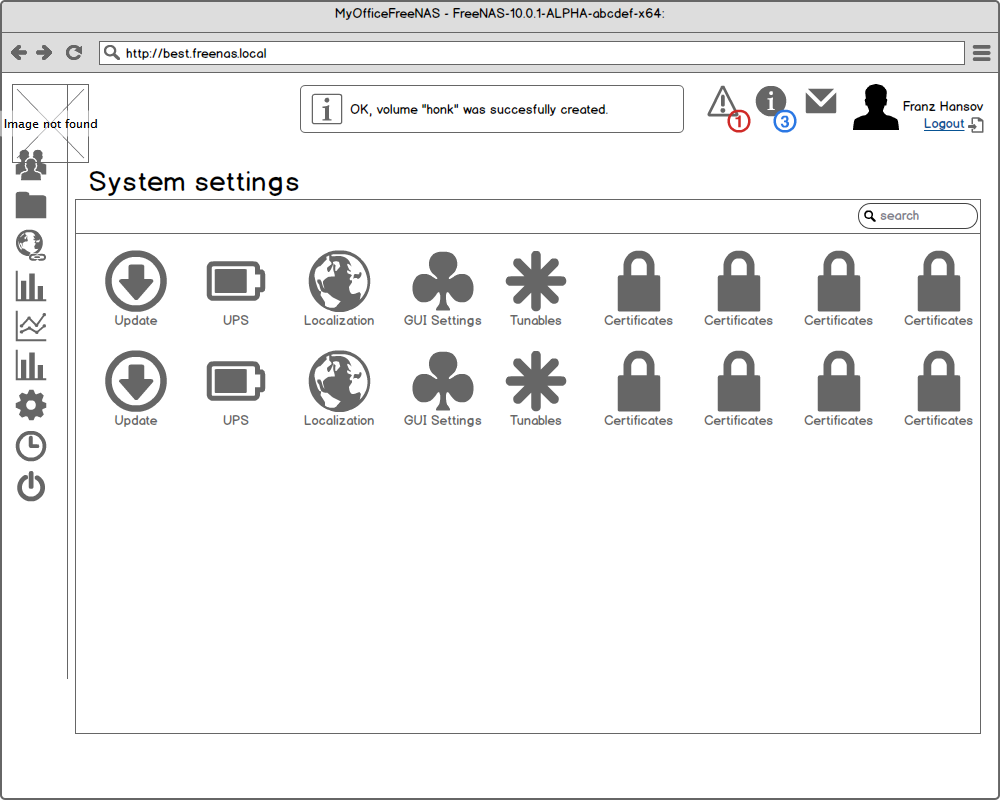 MyOfficeFreeNAS - FreeNAS-10.0.1-ALPHA-abcdef-x64:
http://best.freenas.local
Image not found
OK, volume "honk" was succesfully created.
1
3
Franz Hansov
Logout
System settings
search
Update UPS Localization GUI Settings Tunables Certificates Certificates Certificates Certificates
Update UPS Localization GUI Settings Tunables Certificates Certificates Certificates Certificates